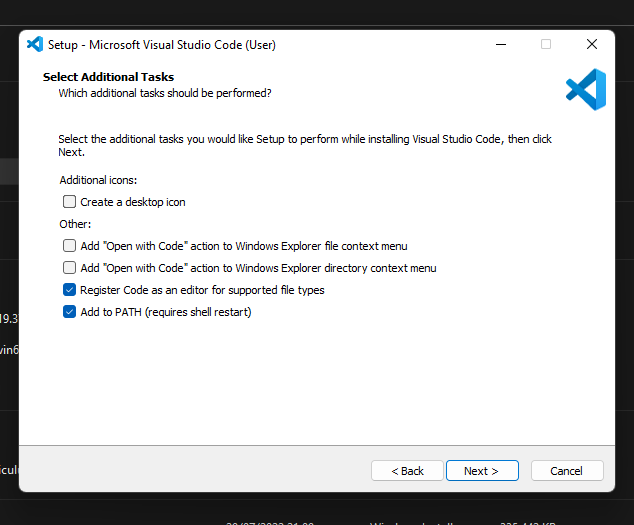 Setup - Microsoft Visual Studio Code (User)
Select Additional Tasks
Which additional tasks should be performed?
Select the additional tasks you would like Setup to perform while installing Visual Studio Code, then click
Next.
Additional icons:
Create a desktop icon
Other:
Add "Open with Code" action to Windows Explorer file context menu
Add "Open with Code" action to Windows Explorer directory context menu
Register Code as an editor for supported file types
Add to PATH (requires shell restart)
< Back
Next >
Cancel